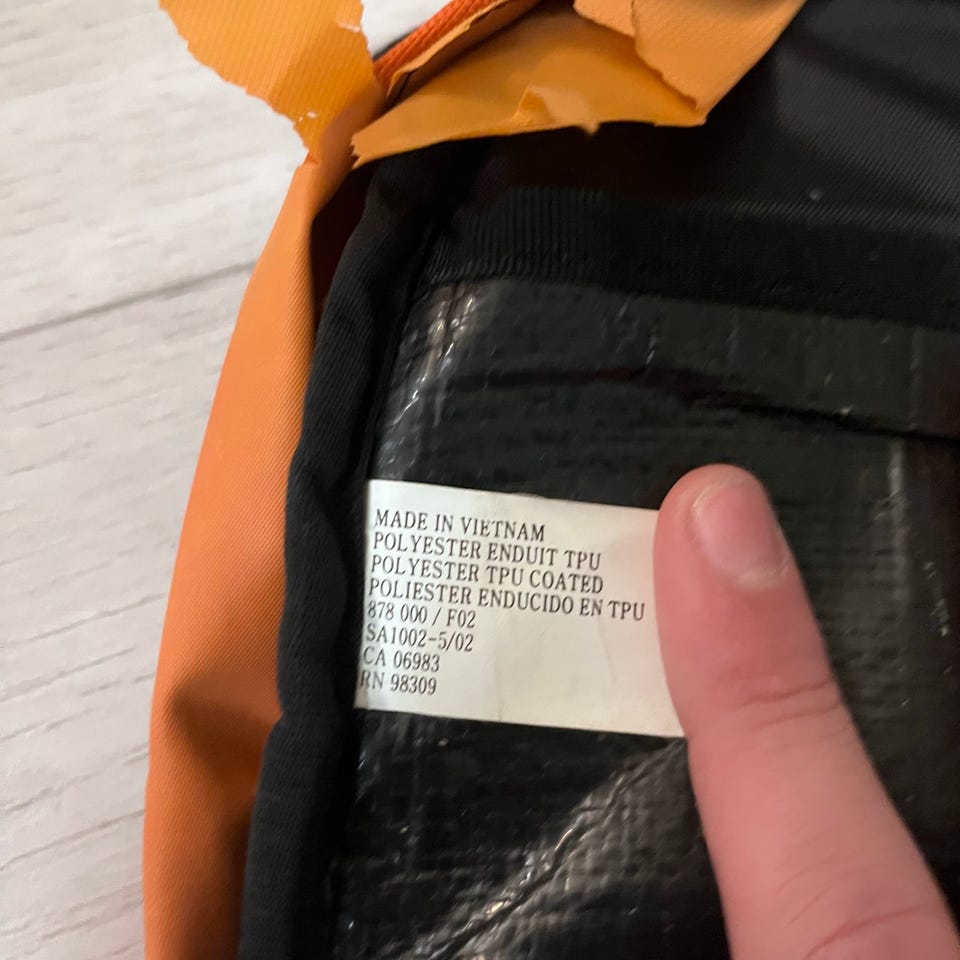 MADE IN VIETNAM
POLYESTER ENDUIT TPU
POLYESTER TPU COATED
POLIESTER ENDUCIDO EN TPU
878 000 / F02
SA1002-5/02
CA 06983
RN 98309